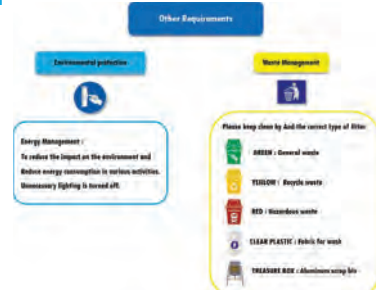 Other Requirements
Environmental protection
Waste Management
Energy Management :
To reduce the impact on the environment and
Reduce energy consumption in various activities.
Unnecessary lighting is turned off.
Please keep clean by And the correct type of litter
GREEN : General waste
YELLOW : Recycle waste
RED : Hazardous waste
CLEAR PLASTIC : Fabric for wash
TREASURE BOX : Aluminum scrap bin